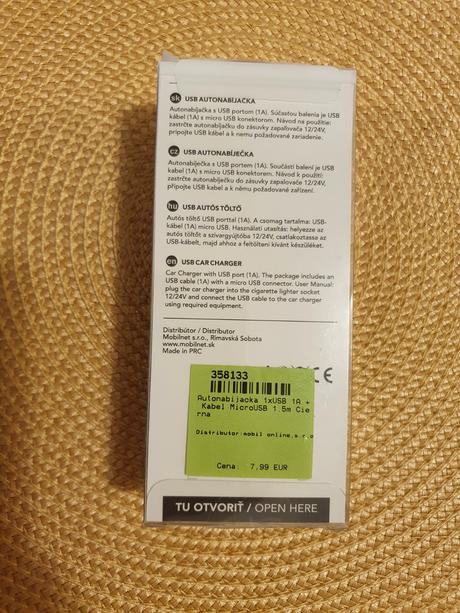 sk USB AUTONABÍJAČKA
Autonabíjačka s USB portom (1A). Súčasťou balenia je USB
kábel (1A) s micro USB konektorom. Návod na použitie:
zastrčte autonabíjačku do zásuvky zapaľovača 12/24V,
pripojte USB kábel a k nemu požadované zariadenie.
cz USB AUTONABÍJEČKA
Autonabíječka s USB portem (1A). Součástí balení je USB
kabel (1A) s micro USB konektorem. Návod k použití:
zastrčte autonabíječku do zásuvky zapalovače 12/24V,
připojte USB kabel a k němu požadované zařízení.
hu USB AUTÓS TÖLTŐ
Autós töltő USB porttal (1A). A csomag tartalma: USB-
kábel (1A) micro USB. Használati utasítás: helyezze az
autós töltőt a szivargyújtóba 12/24V, csatlakoztassa az
USB-kábelt, majd ahhoz a feltölteni kívánt készüléket.
en USB CAR CHARGER
Car Charger with USB port (1A). The package includes an
USB cable (1A) with a micro USB connector. User Manual:
plug the car charger into the cigarette lighter socket
12/24V and connect the USB cable to the car charger
using required equipment.
Distribútor / Distributor
Mobilnet s.r.o., Rimavská Sobota
www.mobilnet.sk
Made in PRC
CE
358133
Autonabijacka 1xUSB 1A +
Kabel MicroUSB 1.5m Cie
rna
Distributor:mobil online,s.r.o
Cena: 7,99 EUR
TU OTVORIŤ / OPEN HERE